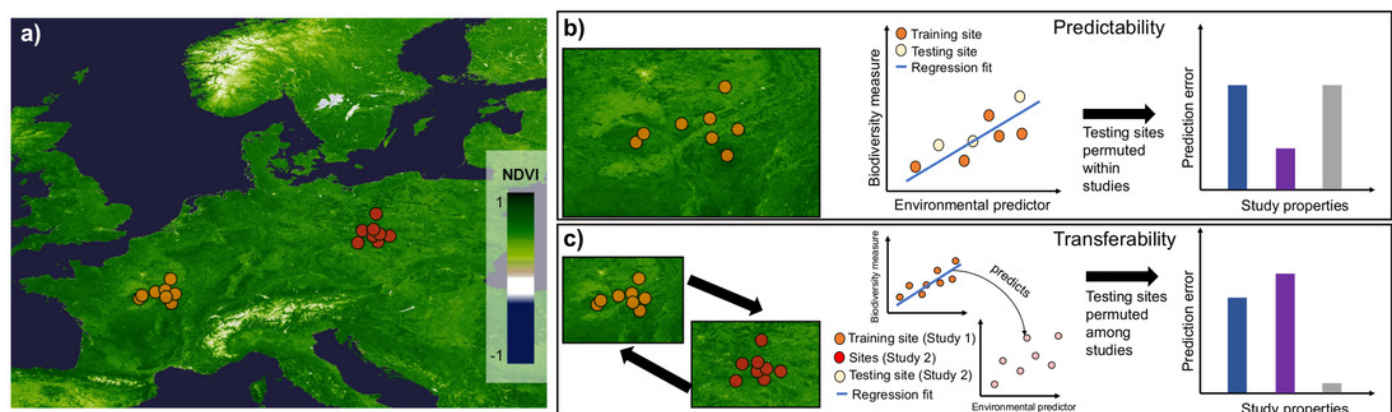 a)
NDVI
1
-1
b)
Training site
Testing site
Regression fit
Biodiversity measure
Environmental predictor
Predictability
Testing sites
permuted
within
studies
Prediction error
Study properties
c)
Biodiversity measure
predicts
Training site (Study 1)
Sites (Study 2)
Testing site (Study 2)
Regression fit
Environmental predictor
Transferability
Testing sites
permuted
among
studies
Prediction error
Study properties